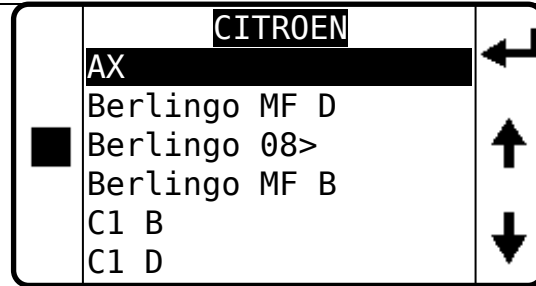 CITROEN
AX
Berlingo MF D
Berlingo 08>
Berlingo MF B
C1 B
C1 D